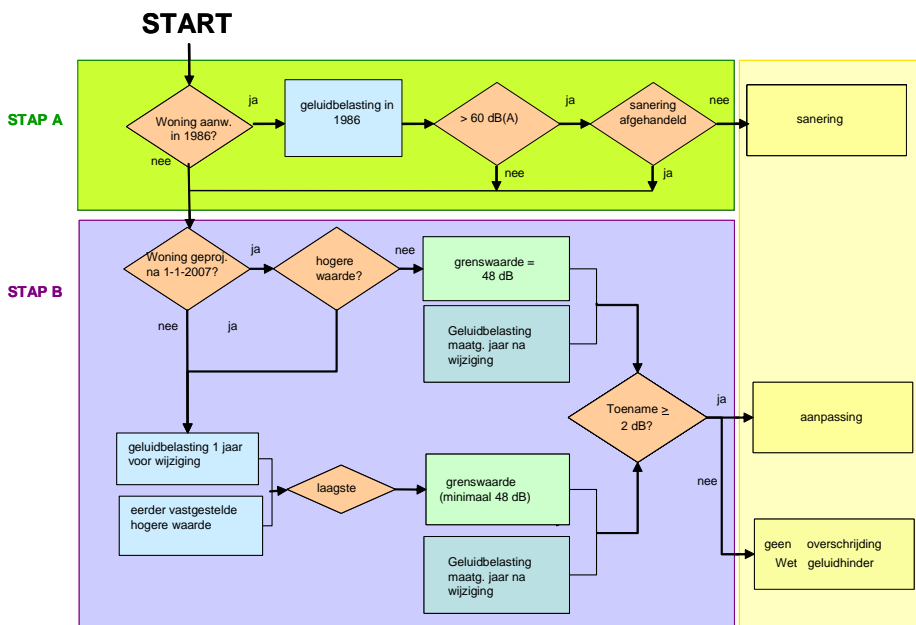 START
STAP A
Woning aanw.
in 1986?
ja
nee
geluidbelasting in
1986
> 60 dB(A)
ja
nee
sanering
afgehandeld
nee
ja
sanering
STAP B
Woning geproj.
na 1-1-2007?
ja
nee
hogere
waarde?
nee
ja
grenswaarde =
48 dB
Geluidbelasting
maatg. jaar na
wijziging
Toename ≥
2 dB?
ja
nee
aanpassing
geluidbelasting 1 jaar
voor wijziging
eerder vastgestelde
hogere waarde
laagste
grenswaarde
(minimaal 48 dB)
Geluidbelasting
maatg. jaar na
wijziging
geen overschrijding
Wet geluidhinder